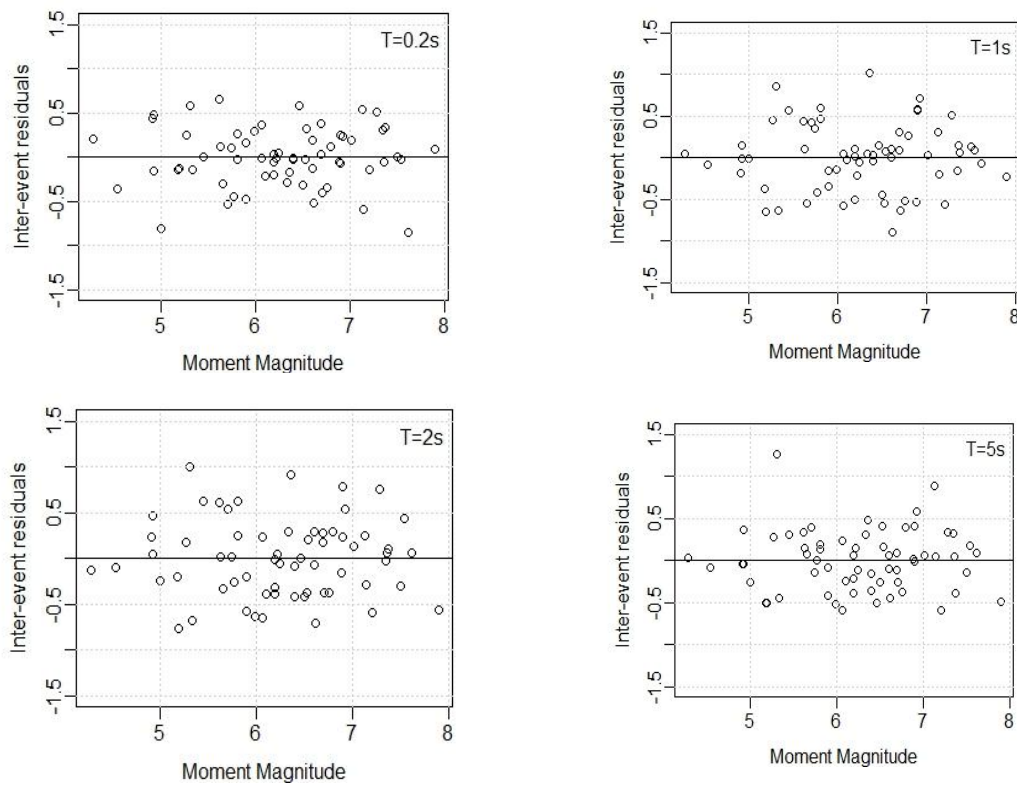 T=0.2s
Inter-event residuals
1.5
0.5
-0.5
-1.5
5 6 7 8
Moment Magnitude
T=1s
Inter-event residuals
1.5
0.5
-0.5
-1.5
5 6 7 8
Moment Magnitude
T=2s
Inter-event residuals
1.5
0.5
-0.5
-1.5
5 6 7 8
Moment Magnitude
T=5s
Inter-event residuals
1.5
0.5
-0.5
-1.5
5 6 7 8
Moment Magnitude